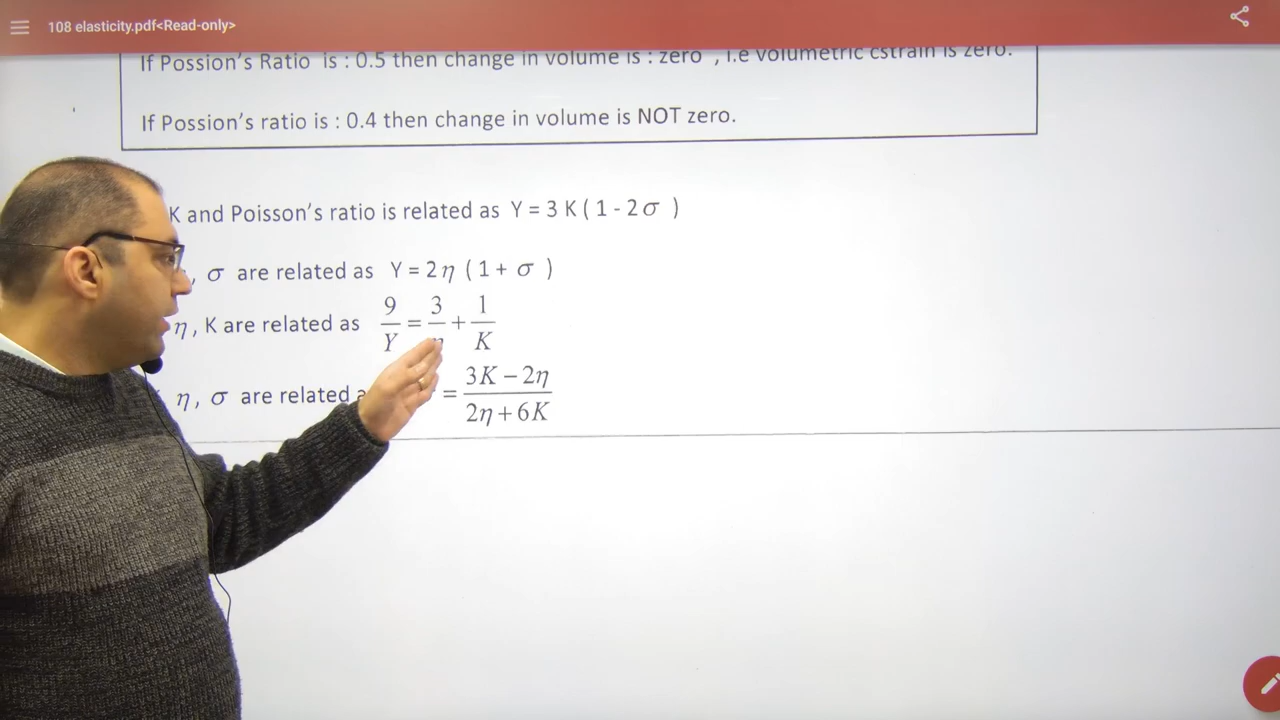 108 elasticity.pdf<Read-only>
If Possion's Ratio is : 0.5 then change in volume is : zero , i.e volumetric cstrain is zero.
If Possion's ratio is : 0.4 then change in volume is NOT zero.
K and Poisson's ratio is related as Y = 3 K ( 1 - 2 σ )
, σ are related as Y = 2 η ( 1 + σ )
η , K are related as 9/Y = 3/η + 1/K
η , σ are related = (3K − 2η)/(2η + 6K)